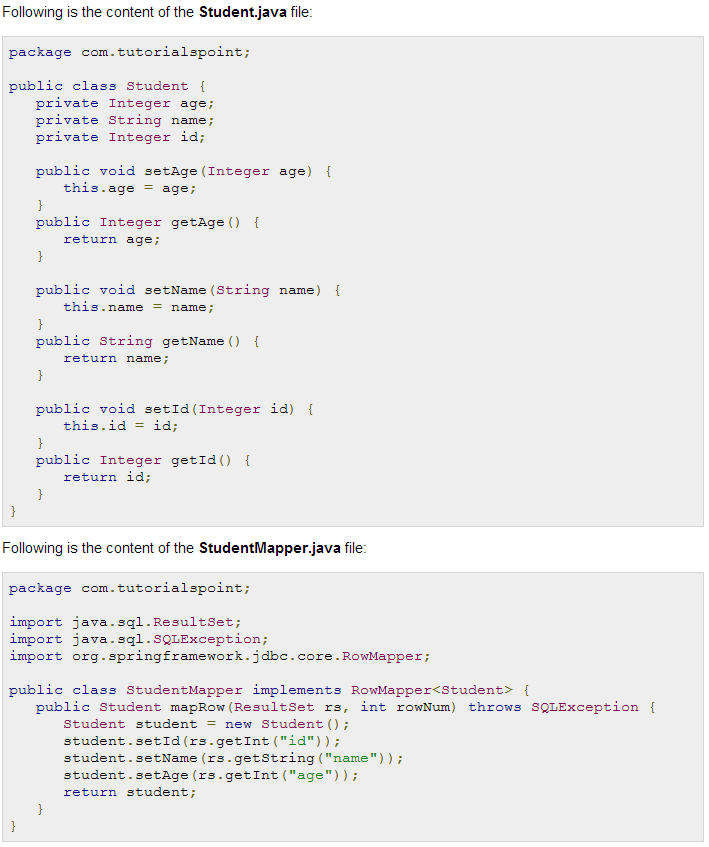 Following is the content of the Student.java file:
package com.tutorialspoint;
public class Student {
   private Integer age;
   private String name;
   private Integer id;
   public void setAge(Integer age) {
      this.age = age;
   }
   public Integer getAge() {
      return age;
   }
   public void setName(String name) {
      this.name = name;
   }
   public String getName() {
      return name;
   }
   public void setId(Integer id) {
      this.id = id;
   }
   public Integer getId() {
      return id;
   }
}
Following is the content of the StudentMapper.java file:
package com.tutorialspoint;
import java.sql.ResultSet;
import java.sql.SQLException;
import org.springframework.jdbc.core.RowMapper;
public class StudentMapper implements RowMapper<Student> {
   public Student mapRow(ResultSet rs, int rowNum) throws SQLException {
      Student student = new Student();
      student.setId(rs.getInt("id"));
      student.setName(rs.getString("name"));
      student.setAge(rs.getInt("age"));
      return student;
   }
}